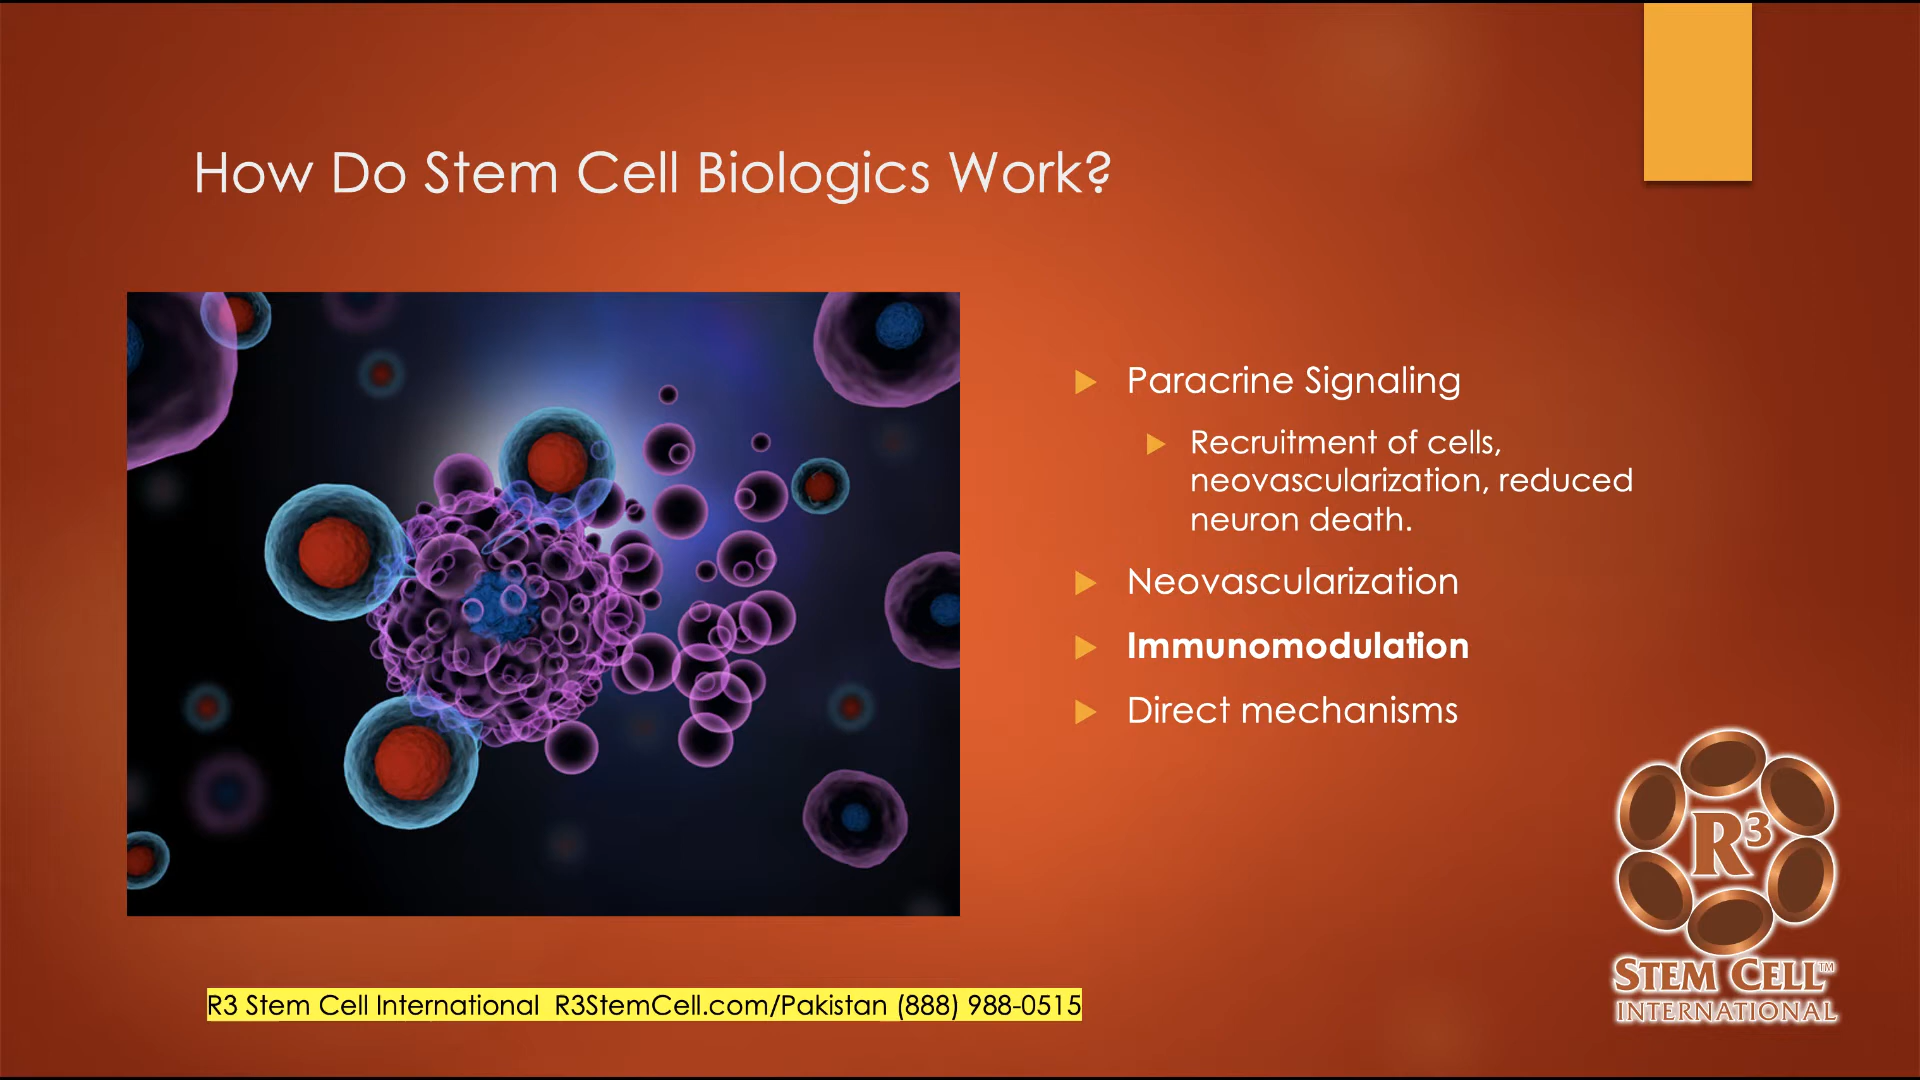 How Do Stem Cell Biologics Work?
Paracrine Signaling
Recruitment of cells,
neovascularization, reduced
neuron death.
Neovascularization
Immunomodulation
Direct mechanisms
R³
STEM CELL™
INTERNATIONAL
R3 Stem Cell International R3StemCell.com/Pakistan (888) 988-0515